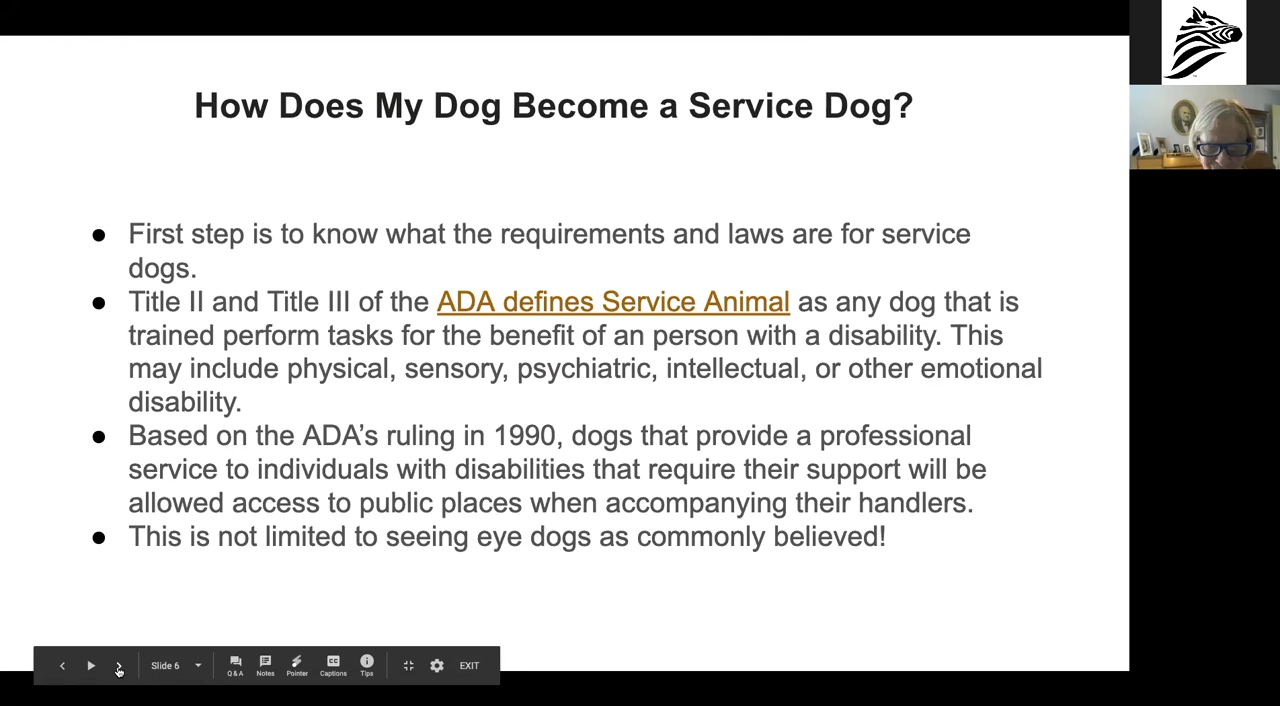 How Does My Dog Become a Service Dog?
● First step is to know what the requirements and laws are for service
dogs.
● Title II and Title III of the ADA defines Service Animal as any dog that is
trained perform tasks for the benefit of an person with a disability. This
may include physical, sensory, psychiatric, intellectual, or other emotional
disability.
● Based on the ADA’s ruling in 1990, dogs that provide a professional
service to individuals with disabilities that require their support will be
allowed access to public places when accompanying their handlers.
● This is not limited to seeing eye dogs as commonly believed!
Slide 6
Q & A
Notes
Pointer
Captions
Tips
EXIT